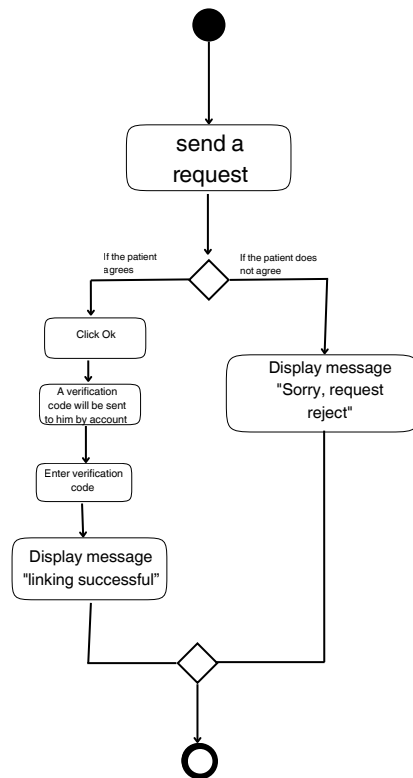 send a
request
If the patient
agrees
If the patient does
not agree
Click Ok
A verification
code will be sent
to him by account
Enter verification
code
Display message
"linking successful”
Display message
"Sorry, request
reject"